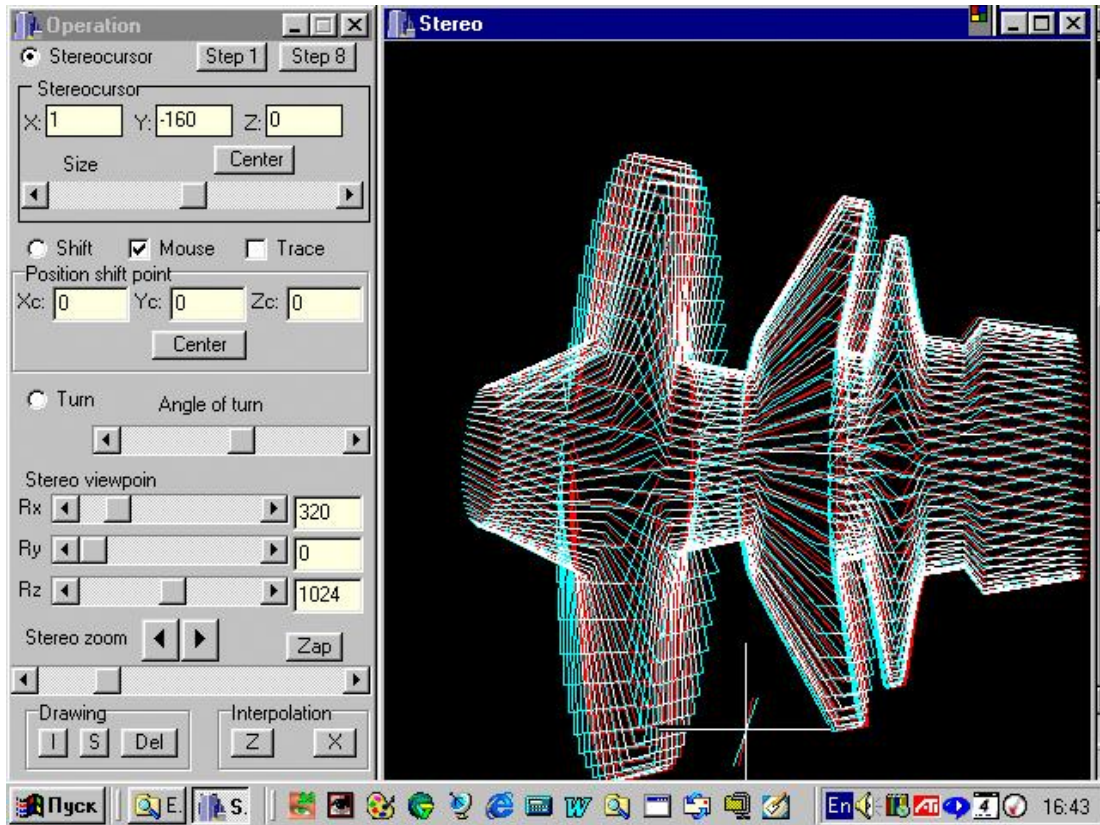 Operation
Stereocursor Step 1 Step 8
Stereocursor
X: 1 Y: -160 Z: 0
Size Center
Shift Mouse Trace
Position shift point
Xc: 0 Yc: 0 Zc: 0
Center
Turn Angle of turn
Stereo viewpoin
Rx 320
Ry 0
Rz 1024
Stereo zoom Zap
Drawing Interpolation
I S Del Z X
Stereo
Пуск E. S. W En ATI 4 16:43